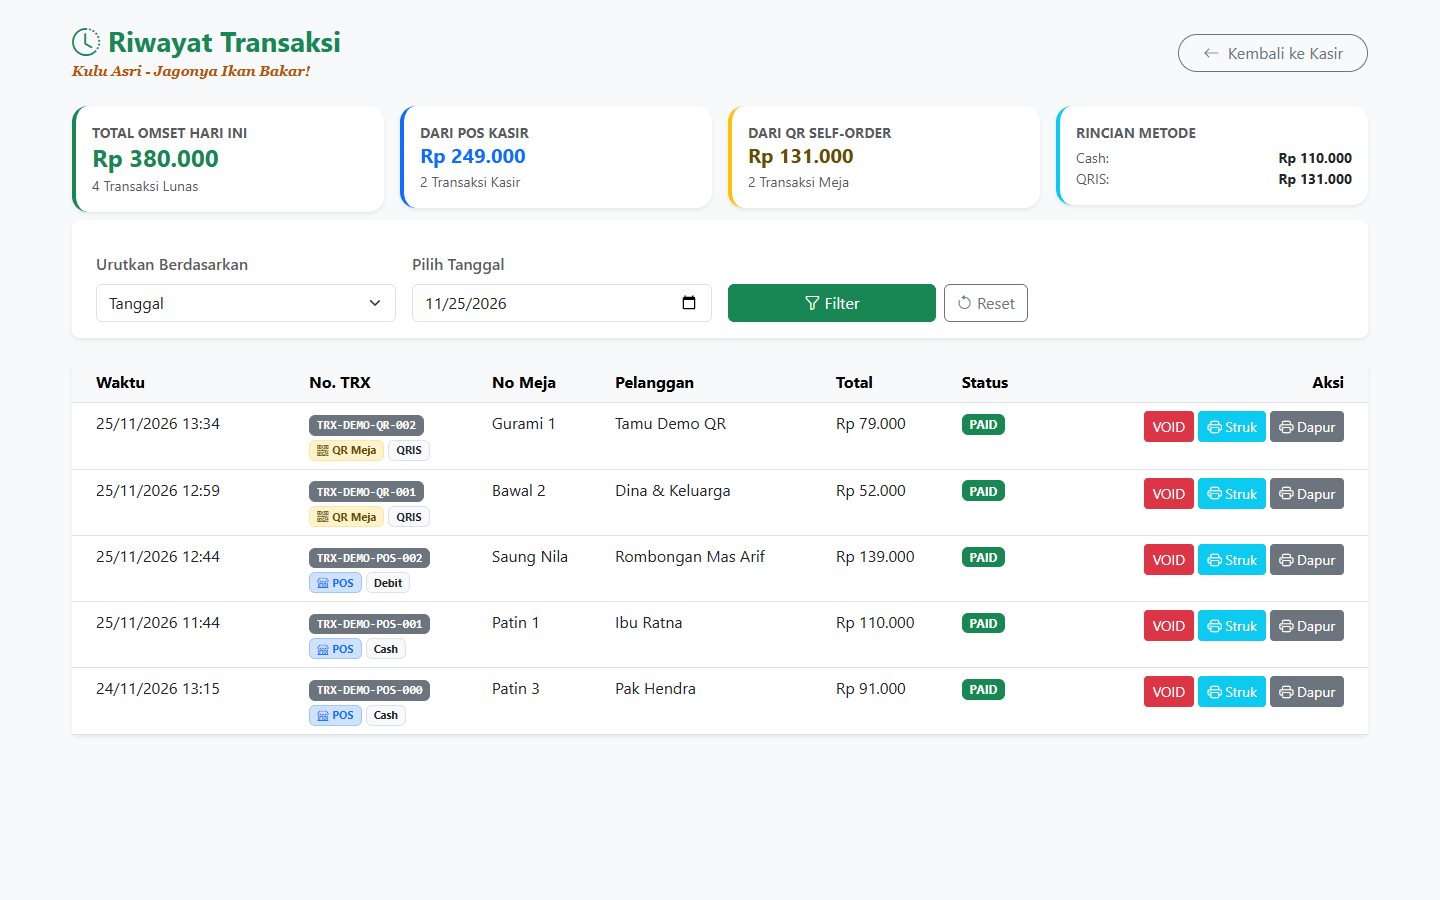 Riwayat Transaksi
Kulu Asri - Jagonya Ikan Bakar!
Kembali ke Kasir
TOTAL OMSET HARI INI
Rp 380.000
4 Transaksi Lunas
DARI POS KASIR
Rp 249.000
2 Transaksi Kasir
DARI QR SELF-ORDER
Rp 131.000
2 Transaksi Meja
RINCIAN METODE
Cash: Rp 110.000
QRIS: Rp 131.000
Urutkan Berdasarkan
Tanggal
Pilih Tanggal
11/25/2026
Filter
Reset
Waktu No. TRX No Meja Pelanggan Total Status Aksi
25/11/2026 13:34 TRX-DEMO-QR-002 Gurami 1 Tamu Demo QR Rp 79.000 PAID VOID Struk Dapur
QR Meja QRIS
25/11/2026 12:59 TRX-DEMO-QR-001 Bawal 2 Dina & Keluarga Rp 52.000 PAID VOID Struk Dapur
QR Meja QRIS
25/11/2026 12:44 TRX-DEMO-POS-002 Saung Nila Rombongan Mas Arif Rp 139.000 PAID VOID Struk Dapur
POS Debit
25/11/2026 11:44 TRX-DEMO-POS-001 Patin 1 Ibu Ratna Rp 110.000 PAID VOID Struk Dapur
POS Cash
24/11/2026 13:15 TRX-DEMO-POS-000 Patin 3 Pak Hendra Rp 91.000 PAID VOID Struk Dapur
POS Cash